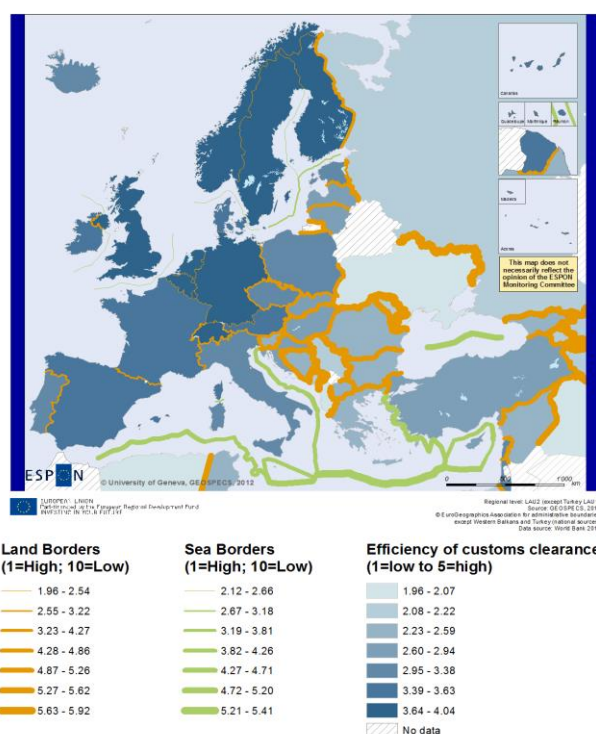 Canaries
Guadeloupe Martinique Réunion
Madeira
Azores
This map does not
necessarily reflect the
opinion of the ESPON
Monitoring Committee
ESPON
© University of Geneva, GEOSPECS, 2012
0 500 1'000
km
EUROPEAN UNION
Part-financed by the European Regional Development Fund
INVESTING IN YOUR FUTURE
Regional level: LAU2 (except Turkey LAU
Source: GEOSPECS, 201
© EuroGeographics Association for administrative boundarie
except Western Balkans and Turkey (national source
Data source: World Bank 201
Land Borders
(1=High; 10=Low)
1.96 - 2.54
2.55 - 3.22
3.23 - 4.27
4.28 - 4.86
4.87 - 5.26
5.27 - 5.62
5.63 - 5.92
Sea Borders
(1=High; 10=Low)
2.12 - 2.66
2.67 - 3.18
3.19 - 3.81
3.82 - 4.26
4.27 - 4.71
4.72 - 5.20
5.21 - 5.41
Efficiency of customs clearance
(1=low to 5=high)
1.96 - 2.07
2.08 - 2.22
2.23 - 2.59
2.60 - 2.94
2.95 - 3.38
3.39 - 3.63
3.64 - 4.04
No data